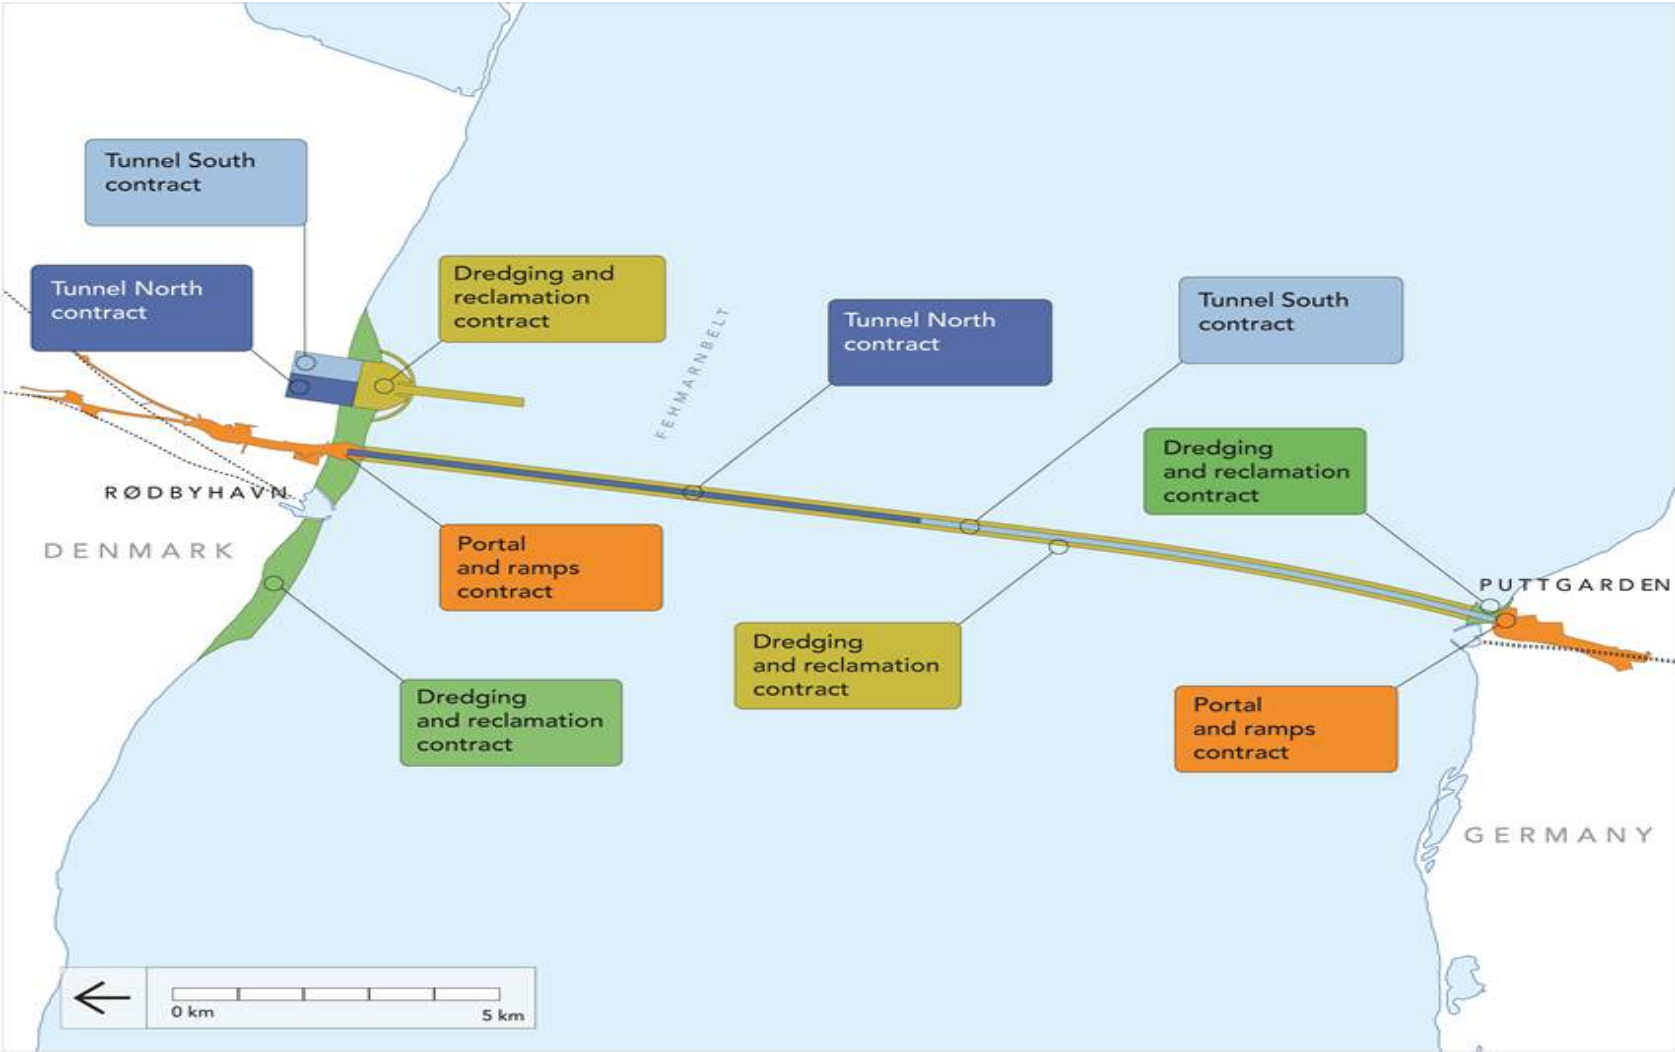 Tunnel South
contract
Tunnel North
contract
Dredging and
reclamation
contract
FEHMARNBELT
Tunnel North
contract
Tunnel South
contract
Dredging
and reclamation
contract
RØDBYHAVN
DENMARK
Portal
and ramps
contract
PUTTGARDEN
Dredging
and reclamation
contract
Dredging
and reclamation
contract
Portal
and ramps
contract
GERMANY
0 km 5 km